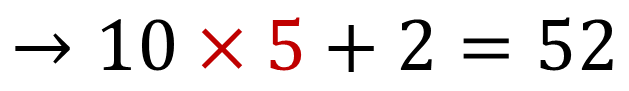 → 10 × 5 + 2 = 52